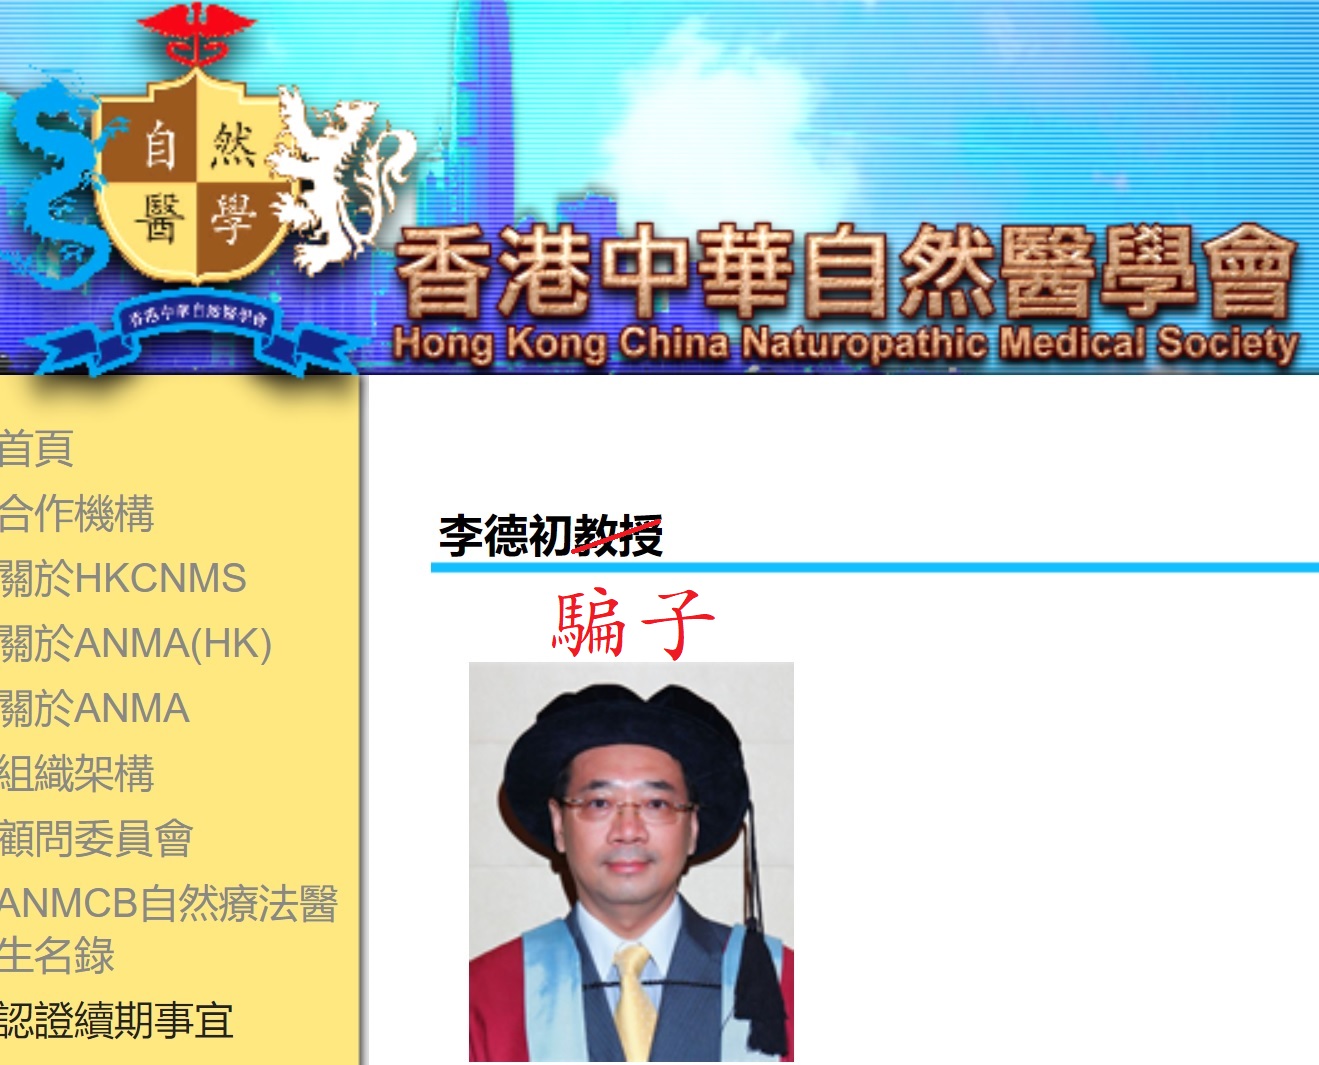 自然
醫學
香港中華自然醫學會
香港中華自然醫學會
Hong Kong China Naturopathic Medical Society
首頁
合作機構
關於HKCNMS
關於ANMA(HK)
關於ANMA
組織架構
顧問委員會
ANMCB自然療法醫
生名錄
認證續期事宜
李德初教授
騙子